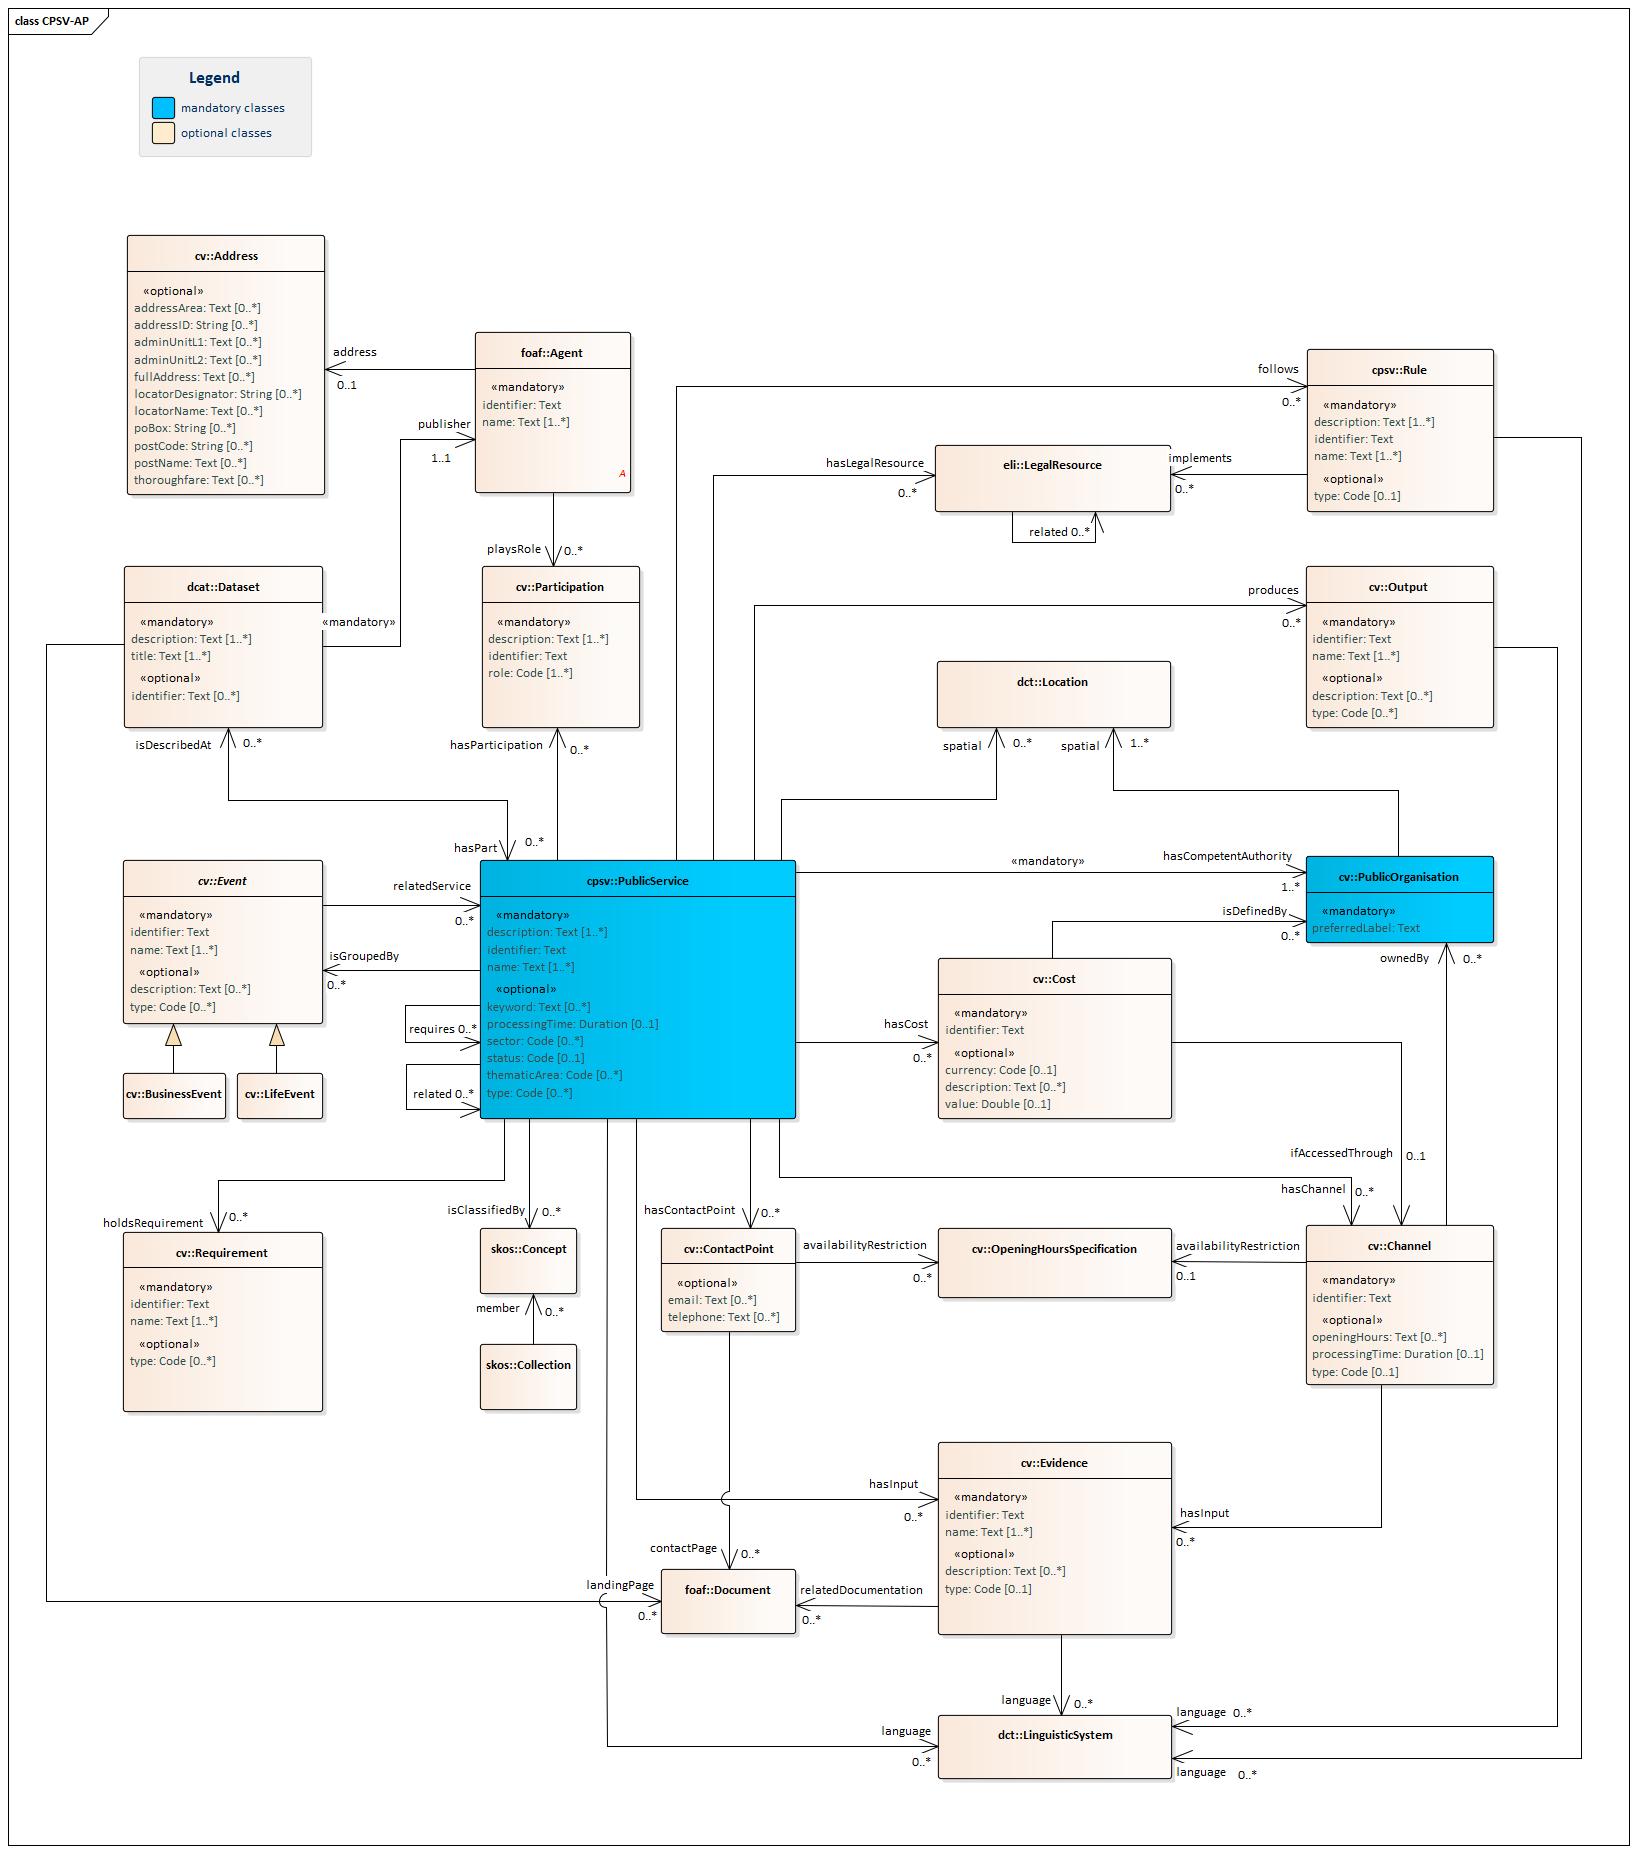 class CPSV-AP
Legend
mandatory classes
optional classes
cv::Address
«optional»
addressArea: Text [0..*]
addressID: String [0..*]
adminUnitL1: Text [0..*]
adminUnitL2: Text [0..*]
fullAddress: Text [0..*]
locatorDesignator: String [0..*]
locatorName: Text [0..*]
poBox: String [0..*]
postCode: String [0..*]
postName: Text [0..*]
thoroughfare: Text [0..*]
address
0..1
foaf::Agent
«mandatory»
identifier: Text
name: Text [1..*]
A
publisher
1..1
playsRole
0..*
follows
0..*
cpsv::Rule
«mandatory»
description: Text [1..*]
identifier: Text
name: Text [1..*]
«optional»
type: Code [0..1]
hasLegalResource
0..*
eli::LegalResource
implements
0..*
related 0..*
dcat::Dataset
«mandatory»
description: Text [1..*]
title: Text [1..*]
«optional»
identifier: Text [0..*]
«mandatory»
cv::Participation
«mandatory»
description: Text [1..*]
identifier: Text
role: Code [1..*]
produces
0..*
cv::Output
«mandatory»
identifier: Text
name: Text [1..*]
«optional»
description: Text [0..*]
type: Code [0..*]
dct::Location
isDescribedAt
0..*
hasParticipation
0..*
spatial
0..*
spatial
1..*
hasPart
0..*
cv::Event
«mandatory»
identifier: Text
name: Text [1..*]
«optional»
description: Text [0..*]
type: Code [0..*]
relatedService
0..*
isGroupedBy
0..*
requires 0..*
related 0..*
cv::BusinessEvent
cv::LifeEvent
cpsv::PublicService
«mandatory»
description: Text [1..*]
identifier: Text
name: Text [1..*]
«optional»
keyword: Text [0..*]
processingTime: Duration [0..1]
sector: Code [0..*]
status: Code [0..1]
thematicArea: Code [0..*]
type: Code [0..*]
«mandatory»
hasCompetentAuthority
1..*
isDefinedBy
0..*
cv::PublicOrganisation
«mandatory»
preferredLabel: Text
ownedBy
0..*
hasCost
0..*
cv::Cost
«mandatory»
identifier: Text
«optional»
currency: Code [0..1]
description: Text [0..*]
value: Double [0..1]
ifAccessedThrough
0..1
hasChannel
0..*
holdsRequirement
0..*
isClassifiedBy
0..*
hasContactPoint
0..*
cv::Requirement
«mandatory»
identifier: Text
name: Text [1..*]
«optional»
type: Code [0..*]
skos::Concept
member
0..*
skos::Collection
cv::ContactPoint
«optional»
email: Text [0..*]
telephone: Text [0..*]
availabilityRestriction
0..*
cv::OpeningHoursSpecification
availabilityRestriction
0..1
cv::Channel
«mandatory»
identifier: Text
«optional»
openingHours: Text [0..*]
processingTime: Duration [0..1]
type: Code [0..1]
hasInput
0..*
cv::Evidence
«mandatory»
identifier: Text
name: Text [1..*]
«optional»
description: Text [0..*]
type: Code [0..1]
hasInput
0..*
contactPage
0..*
landingPage
0..*
foaf::Document
relatedDocumentation
0..*
language
0..*
language
0..*
dct::LinguisticSystem
language 0..*
language 0..*